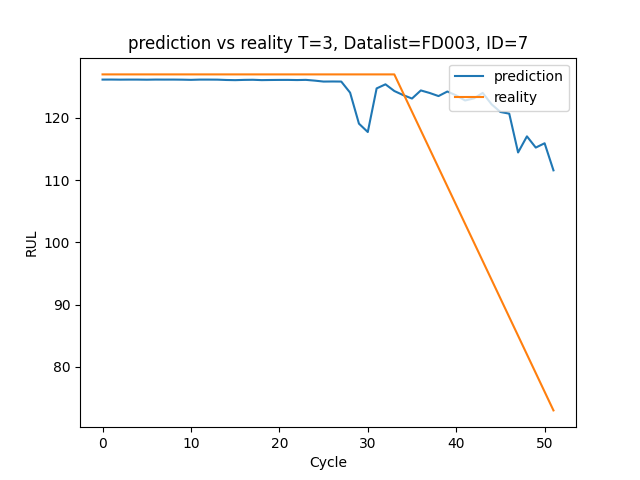 prediction vs reality T=3, Datalist=FD003, ID=7
prediction
reality
RUL
120
110
100
90
80
0 10 20 30 40 50
Cycle